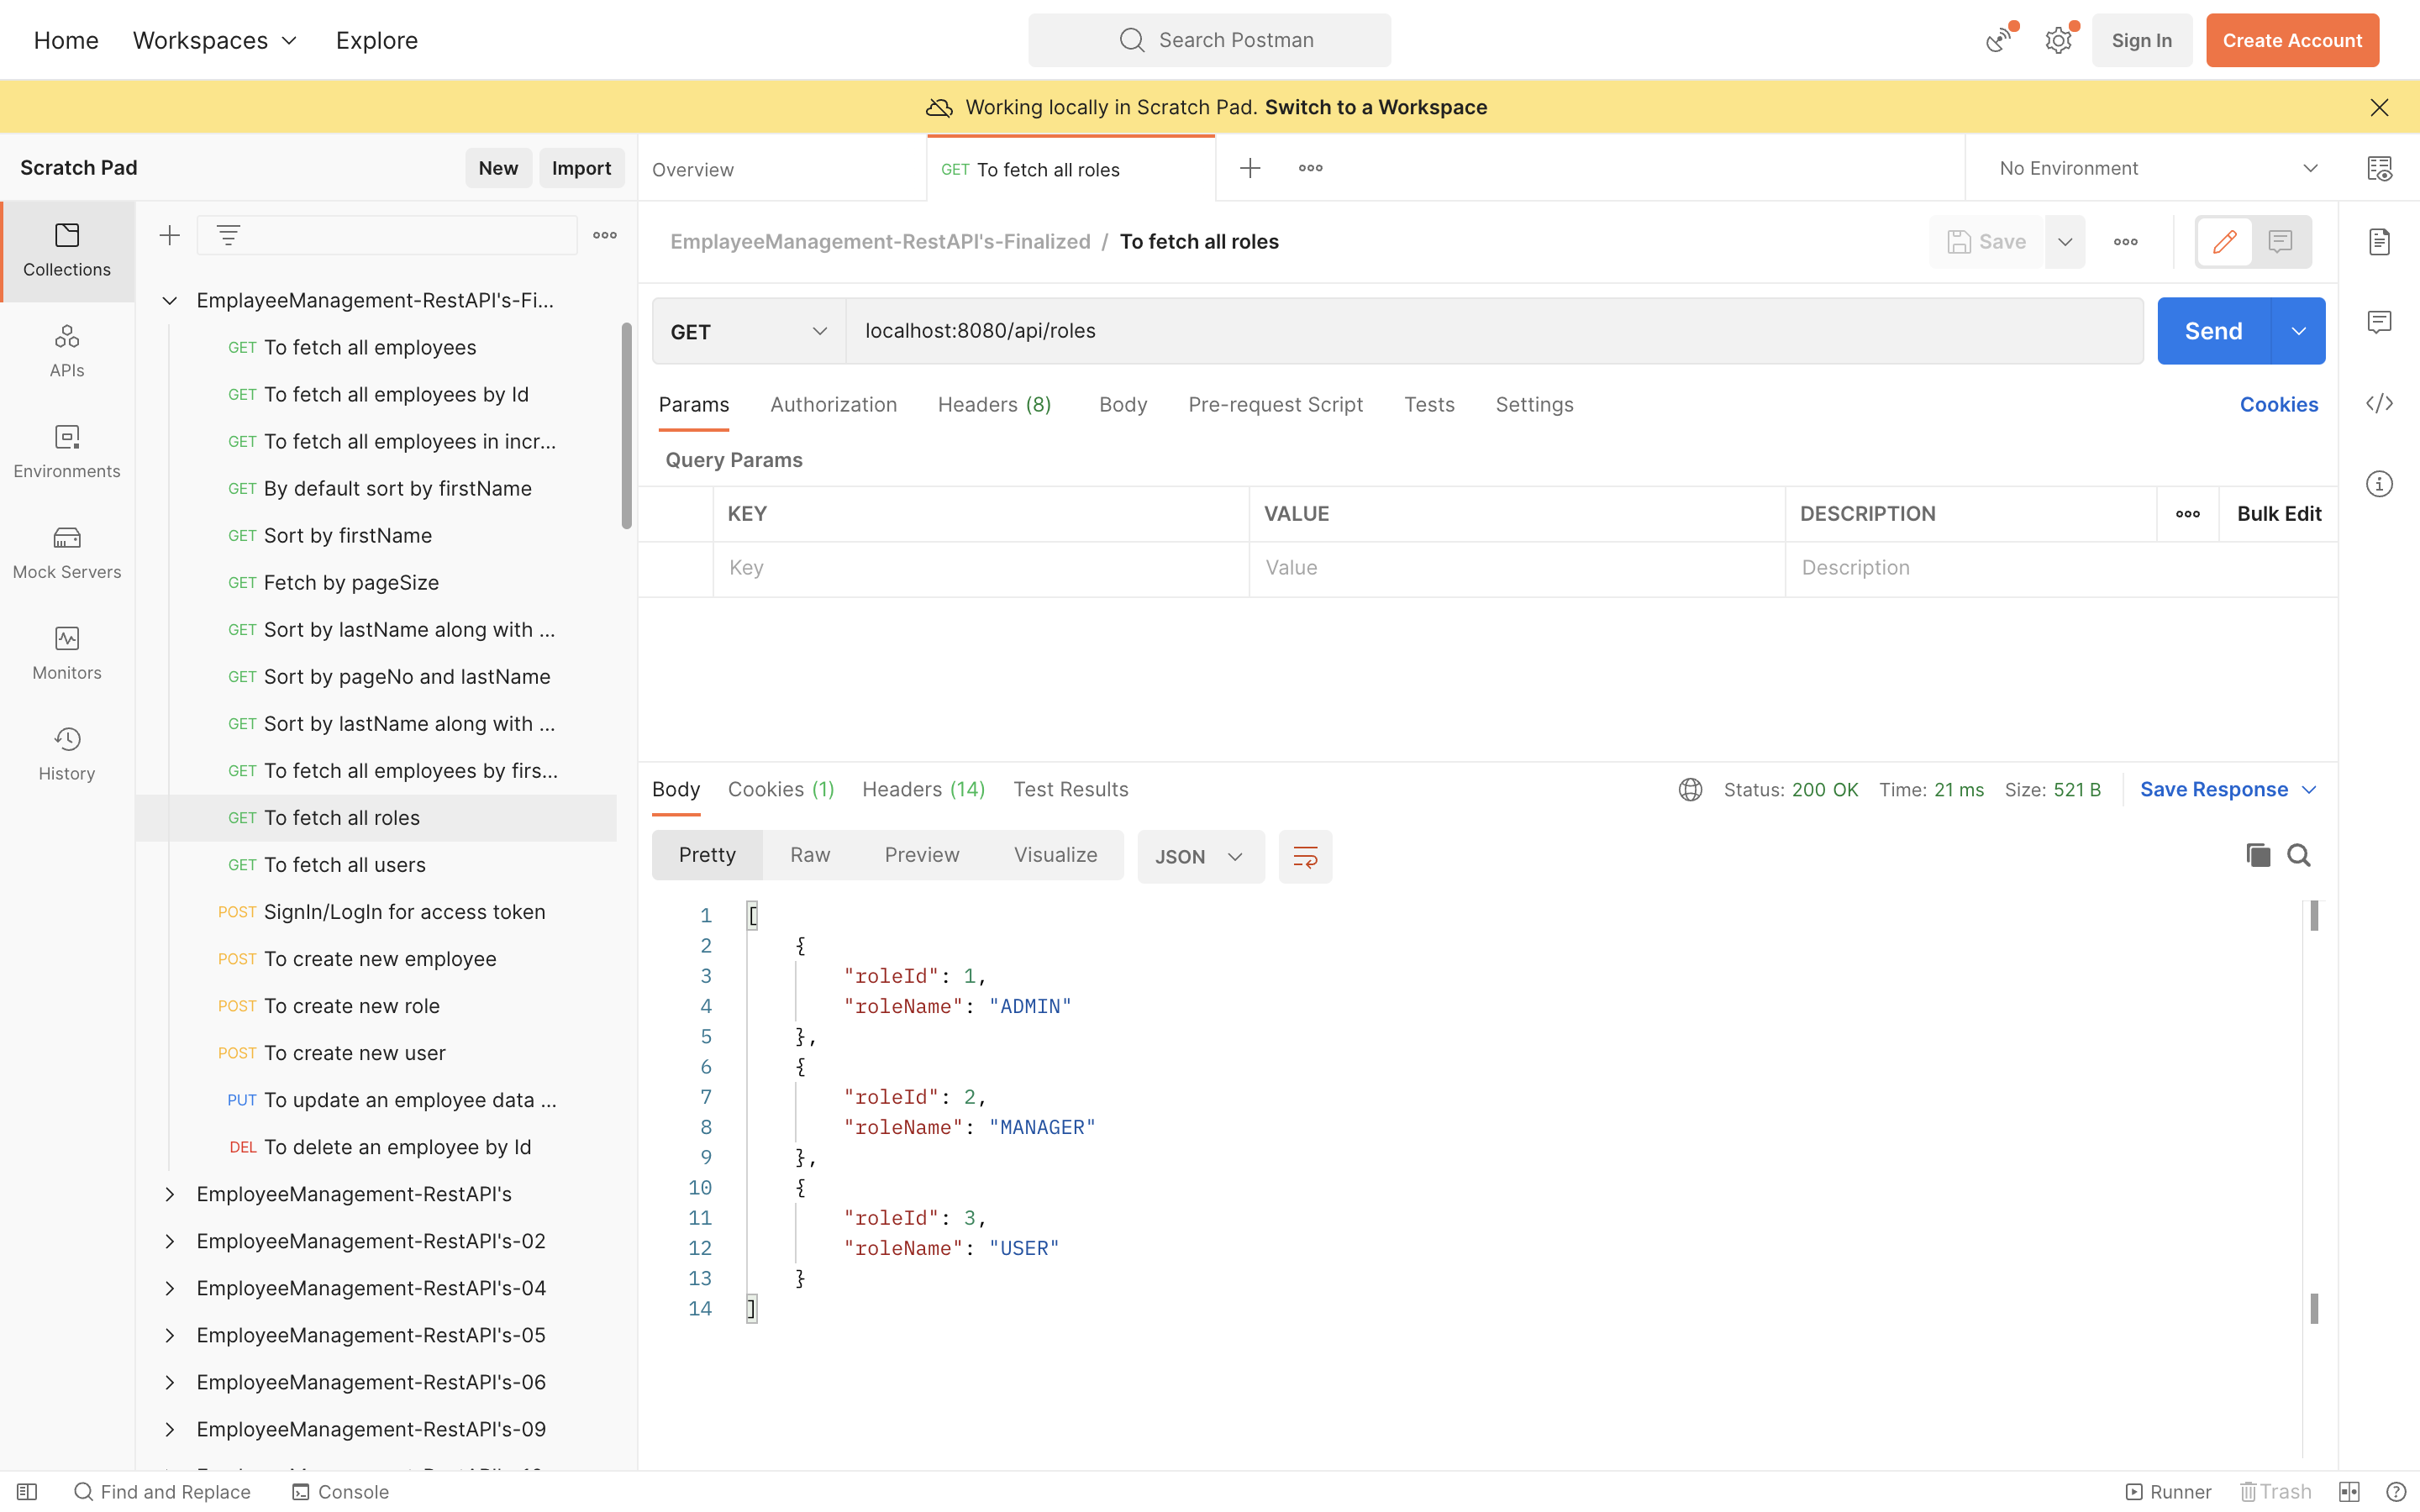 Home Workspaces Explore Search Postman Sign In Create Account
Working locally in Scratch Pad. Switch to a Workspace
Scratch Pad New Import
Overview GET To fetch all roles No Environment
Collections
APIs
Environments
Mock Servers
Monitors
History
EmplayeeManagement-RestAPI's-Fi...
GET To fetch all employees
GET To fetch all employees by Id
GET To fetch all employees in incr...
GET By default sort by firstName
GET Sort by firstName
GET Fetch by pageSize
GET Sort by lastName along with ...
GET Sort by pageNo and lastName
GET Sort by lastName along with ...
GET To fetch all employees by firs...
GET To fetch all roles
GET To fetch all users
POST SignIn/LogIn for access token
POST To create new employee
POST To create new role
POST To create new user
PUT To update an employee data ...
DEL To delete an employee by Id
EmployeeManagement-RestAPI's
EmployeeManagement-RestAPI's-02
EmployeeManagement-RestAPI's-04
EmployeeManagement-RestAPI's-05
EmployeeManagement-RestAPI's-06
EmployeeManagement-RestAPI's-09
EmplayeeManagement-RestAPI's-Finalized / To fetch all roles Save
GET localhost:8080/api/roles Send
Params Authorization Headers (8) Body Pre-request Script Tests Settings Cookies
Query Params
KEY VALUE DESCRIPTION Bulk Edit
Key Value Description
Body Cookies (1) Headers (14) Test Results Status: 200 OK Time: 21 ms Size: 521 B Save Response
Pretty Raw Preview Visualize JSON
1 [
2 {
3 "roleId": 1,
4 "roleName": "ADMIN"
5 },
6 {
7 "roleId": 2,
8 "roleName": "MANAGER"
9 },
10 {
11 "roleId": 3,
12 "roleName": "USER"
13 }
14 ]
Find and Replace Console Runner Trash